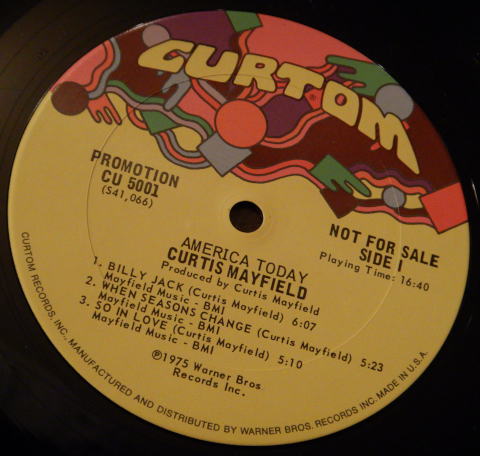 CURTOM
PROMOTION
CU 5001
(S41,066)
NOT FOR SALE
SIDE 1
Playing Time: 16:40
AMERICA TODAY
CURTIS MAYFIELD
Produced by Curtis Mayfield
1. BILLY JACK (Curtis Mayfield) 6:07
Mayfield Music - BMI
2. WHEN SEASONS CHANGE (Curtis Mayfield) 5:23
Mayfield Music - BMI
3. SO IN LOVE (Curtis Mayfield) 5:10
Mayfield Music - BMI
℗1975 Warner Bros.
Records Inc.
CURTOM RECORDS, INC., MANUFACTURED AND DISTRIBUTED BY WARNER BROS. RECORDS INC. MADE IN U.S.A.